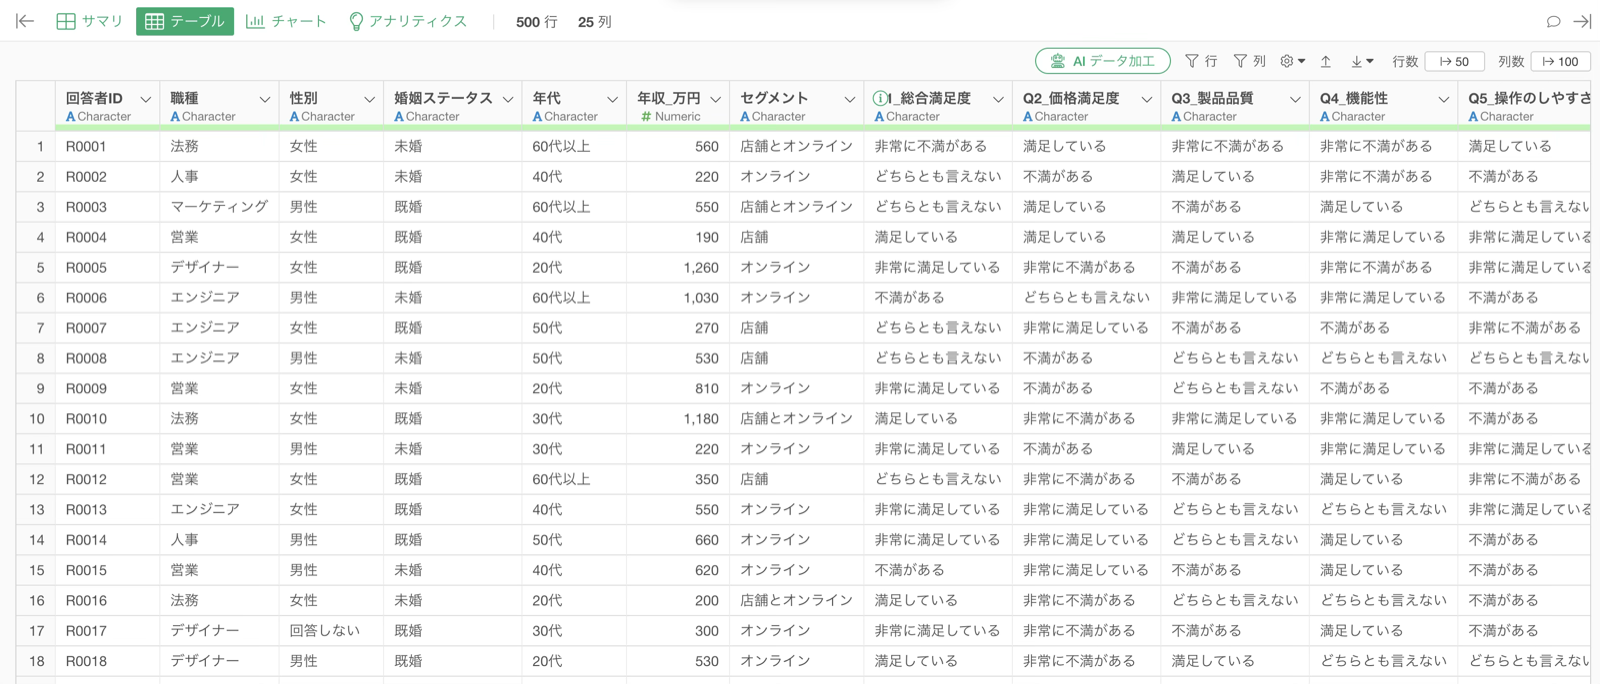 サマリ テーブル チャート アナリティクス 500 行 25 列
AI データ加工 行 列 行数 50 列数 100
回答者ID 職種 性別 婚姻ステータス 年代 年収_万円 セグメント 1_総合満足度 Q2_価格満足度 Q3_製品品質 Q4_機能性 Q5_操作のしやすさ
Character Character Character Character Character # Numeric Character Character Character Character Character Character
1 R0001 法務 女性 未婚 60代以上 560 店舗とオンライン 非常に不満がある 満足している 非常に不満がある 非常に満足している 満足している
2 R0002 人事 女性 未婚 40代 220 オンライン どちらとも言えない 不満がある 満足している 非常に不満がある 不満がある
3 R0003 マーケティング 男性 既婚 60代以上 550 店舗とオンライン どちらとも言えない 満足している 不満がある 満足している どちらとも言えない
4 R0004 営業 女性 既婚 40代 190 店舗 満足している 満足している 満足している 非常に満足している 非常に満足している
5 R0005 デザイナー 女性 既婚 20代 1,260 オンライン 非常に満足している 非常に不満がある 不満がある 非常に不満がある 非常に満足している
6 R0006 エンジニア 男性 未婚 60代以上 1,030 オンライン 不満がある どちらとも言えない 非常に満足している 非常に満足している 不満がある
7 R0007 エンジニア 女性 既婚 50代 270 店舗 どちらとも言えない 非常に満足している 不満がある 不満がある 非常に不満がある
8 R0008 エンジニア 男性 未婚 50代 530 店舗 どちらとも言えない 不満がある どちらとも言えない どちらとも言えない どちらとも言えない
9 R0009 営業 女性 未婚 20代 810 オンライン 非常に満足している 不満がある どちらとも言えない 不満がある 不満がある
10 R0010 法務 女性 既婚 30代 1,180 店舗とオンライン 満足している 非常に不満がある 非常に満足している 非常に満足している 不満がある
11 R0011 営業 男性 未婚 30代 220 オンライン 非常に満足している 不満がある 満足している 非常に満足している 不満がある
12 R0012 営業 女性 既婚 60代以上 350 店舗 どちらとも言えない 非常に不満がある 不満がある 満足している 非常に不満がある
13 R0013 エンジニア 女性 既婚 40代 550 オンライン 非常に満足している 非常に満足している どちらとも言えない どちらとも言えない 非常に満足している
14 R0014 人事 男性 既婚 50代 660 オンライン 非常に満足している 非常に満足している どちらとも言えない 満足している 不満がある
15 R0015 営業 男性 既婚 40代 620 オンライン 不満がある 非常に満足している 不満がある 満足している 不満がある
16 R0016 法務 女性 未婚 20代 200 店舗とオンライン 満足している 非常に不満がある どちらとも言えない どちらとも言えない 不満がある
17 R0017 デザイナー 回答しない 既婚 30代 300 オンライン 非常に満足している 非常に不満がある 不満がある 満足している 不満がある
18 R0018 デザイナー 男性 既婚 20代 530 オンライン 満足している 非常に不満がある 満足している どちらとも言えない どちらとも言えない